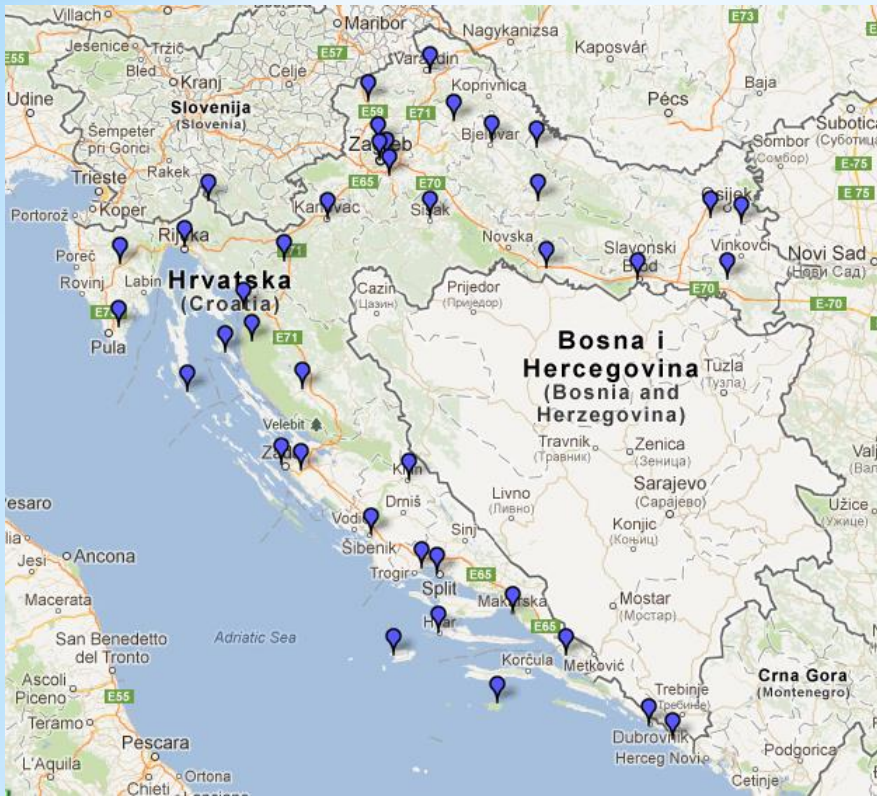 Villach
Maribor
E73
Jesenice
Tržič
E57
Nagykanizsa
E55
Bled
Kranj
Celje
Varaždin
Kaposvár
Udine
Slovenija
(Slovenia)
E59
E71
Koprivnica
Baja
Pécs
Šempeter
pri Gorici
Zagreb
Bjelovar
Subotica
(Суботица)
Trieste
Rakek
Sombor
(Сомбор)
E-75
Koper
E65
E70
E 75
Portorož
Karlovac
Sisak
Osijek
Rijeka
Novska
Slavonski
Brod
Vinkovci
Novi Sad
(Нови Сад)
Poreč
E71
Rovinj
Labin
Hrvatska
(Croatia)
Cazin
(Цазин)
Prijedor
(Приједор)
E70
E-70
Pula
E71
Bosna i
Hercegovina
(Bosnia and
Herzegovina)
Tuzla
(Тузла)
Velebit
Travnik
(Травник)
Zenica
(Зеница)
Zadar
Knin
Livno
(Ливно)
Sarajevo
(Сарајево)
Drniš
Užice
(Ужице)
Vodice
Sinj
Konjic
(Коњиц)
Šibenik
Ancona
Jesi
Trogir
E65
Split
Macerata
Makarska
Mostar
(Мостар)
Hvar
E65
San Benedetto
del Tronto
Adriatic Sea
Korčula
Metković
Crna Gora
(Montenegro)
Ascoli
Piceno
E55
Trebinje
(Требиње)
Teramo
Dubrovnik
Pescara
Herceg Novi
Podgorica
L'Aquila
Ortona
Cetinje
Chieti